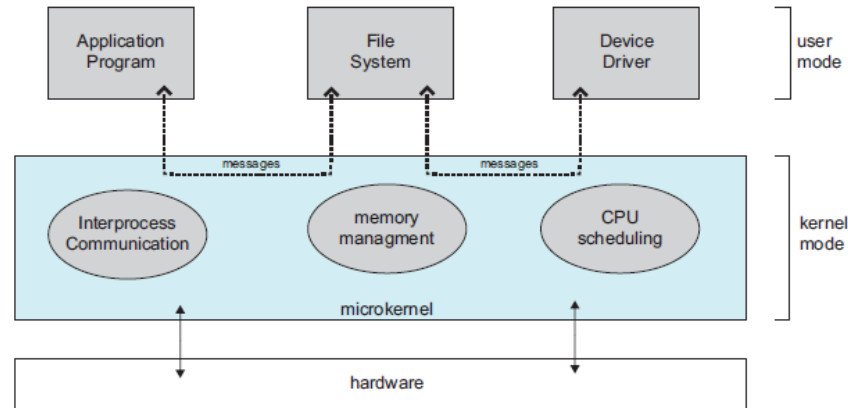 Application
Program
File
System
Device
Driver
user
mode
messages
messages
Interprocess
Communication
memory
managment
CPU
scheduling
kernel
mode
microkernel
hardware